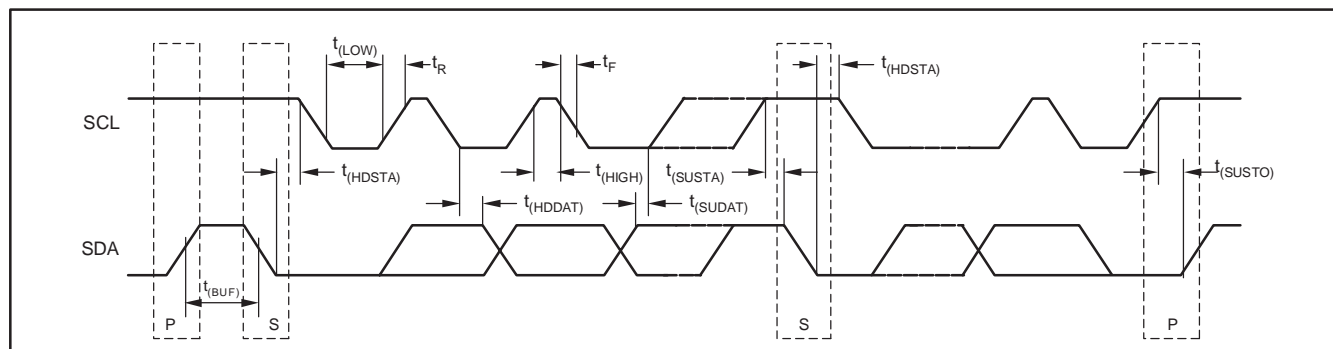 t(LOW)
tR
tF
t(HDSTA)
SCL
t(HDSTA)
t(HIGH)
t(SUSTA)
t(SUSTO)
t(HDDAT)
t(SUDAT)
SDA
t(BUF)
P
S
S
P